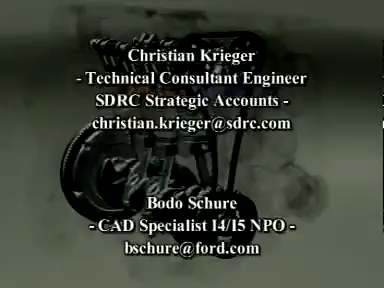 Christian Krieger
- Technical Consultant Engineer
SDRC Strategic Accounts -
christian.krieger@sdrc.com
Bodo Schure
- CAD Specialist I4/I5 NPO -
bschure@ford.com